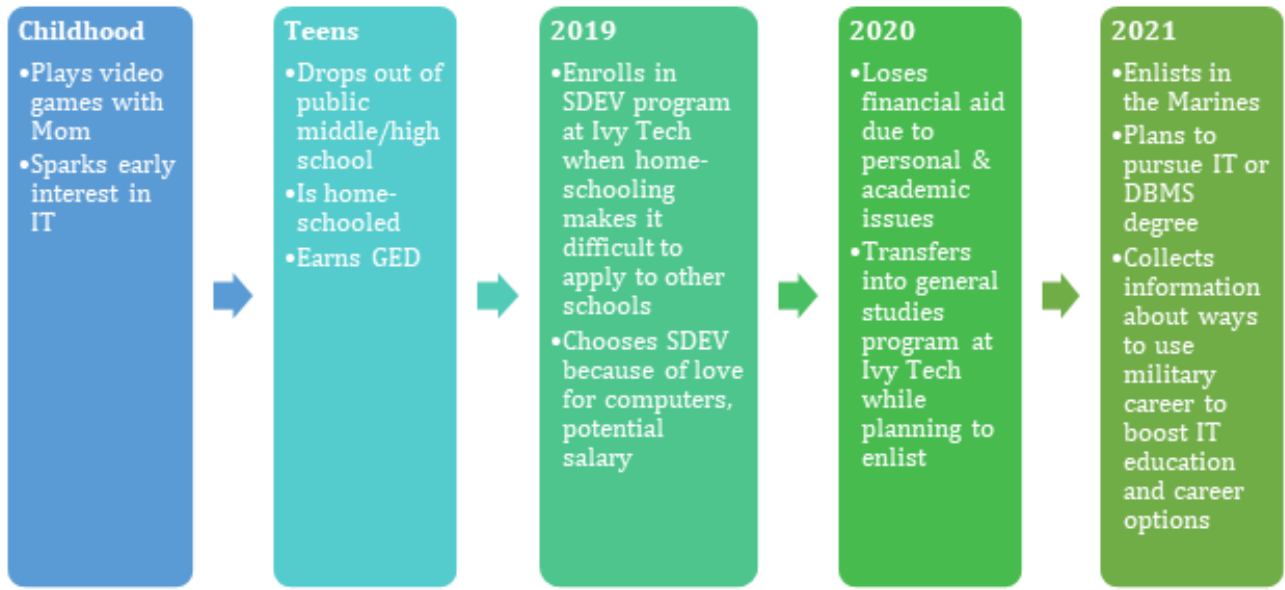 Childhood
•Plays video
games with
Mom
•Sparks early
interest in
IT
Teens
•Drops out of
public
middle/high
school
•Is home-
schooled
•Earns GED
2019
•Enrolls in
SDEV program
at Ivy Tech
when home-
schooling
makes it
difficult to
apply to other
schools
•Chooses SDEV
because of love
for computers,
potential
salary
2020
•Loses
financial aid
due to
personal &
academic
issues
•Transfers
into general
studies
program at
Ivy Tech
while
planning to
enlist
2021
•Enlists in
the Marines
•Plans to
pursue IT or
DBMS
degree
•Collects
information
about ways
to use
military
career to
boost IT
education
and career
options